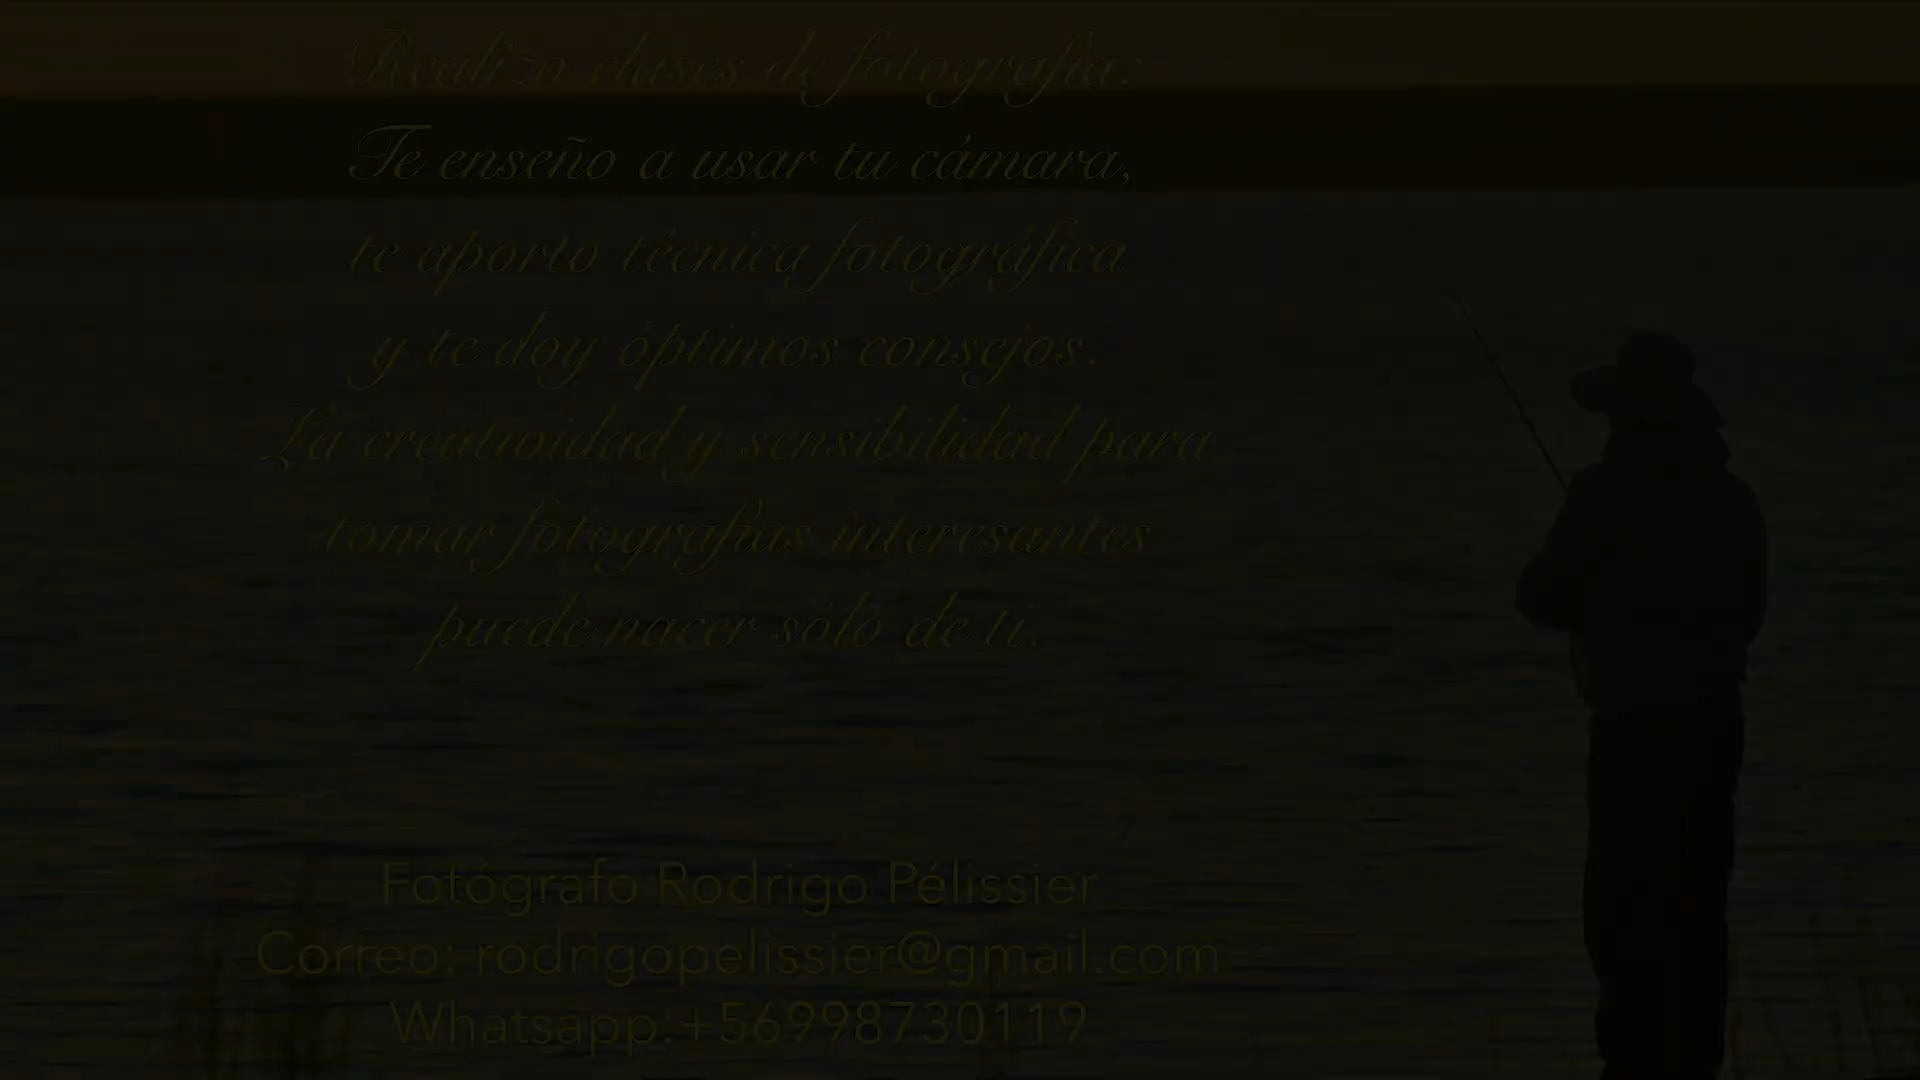 Realizo clases de fotografía:
Te enseño a usar tu cámara,
te aporto técnica fotográfica
y te doy óptimos consejos.
La creatividad y sensibilidad para
tomar fotografías interesantes
puede nacer sólo de ti.
Fotógrafo Rodrigo Pélissier
Correo: rodrigopelissier@gmail.com
Whatsapp:+56998730119